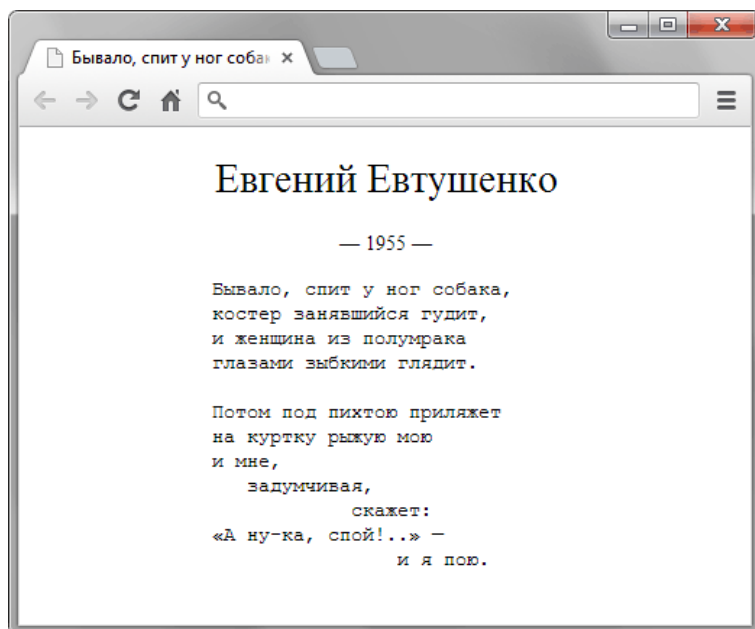 Бывало, спит у ног соба
Евгений Евтушенко
— 1955 —
Бывало, спит у ног собака,
костер занявшийся гудит,
и женщина из полумрака
глазами зыбкими глядит.
Потом под пихтою приляжет
на куртку рыжую мою
и мне,
задумчивая,
скажет:
«А ну-ка, спой!..» —
и я пою.